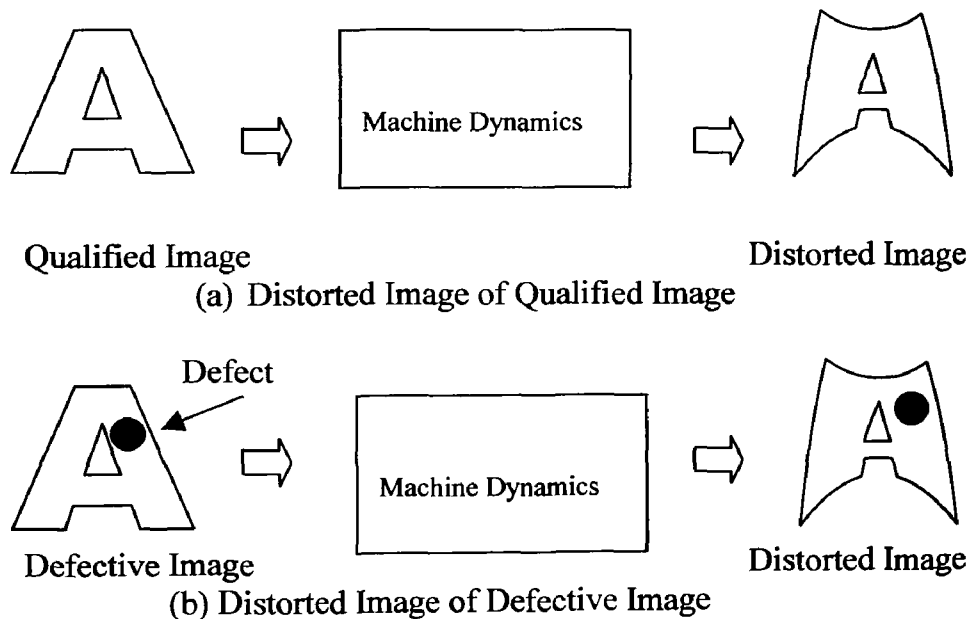 Machine Dynamics
Qualified Image
Distorted Image
(a) Distorted Image of Qualified Image
Defect
Machine Dynamics
Defective Image
Distorted Image
(b) Distorted Image of Defective Image